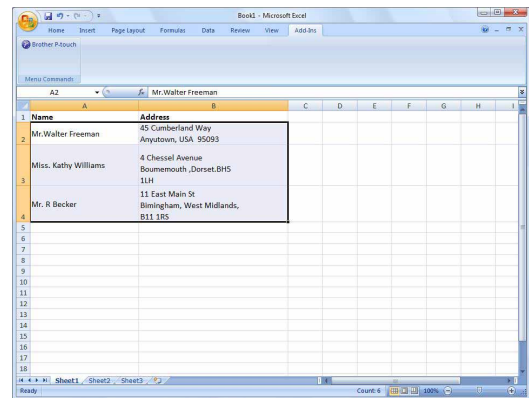 Book1 - Microsoft Excel
Home Insert Page Layout Formulas Data Review View Add-Ins
Brother P-touch
Menu Commands
A2 fx Mr.Walter Freeman
A B C D E F G H I
1 Name Address
45 Cumberland Way
2 Mr.Walter Freeman Anyutown, USA 95093
4 Chessel Avenue
Miss. Kathy Williams Boumemouth ,Dorset.BH5
3 1LH
11 East Main St
Mr. R Becker Bimingham, West Midlands,
4 B11 1RS
5
6
7
8
9
10
11
12
13
14
15
16
17
18
Sheet1 Sheet2 Sheet3
Ready Count: 6 100%